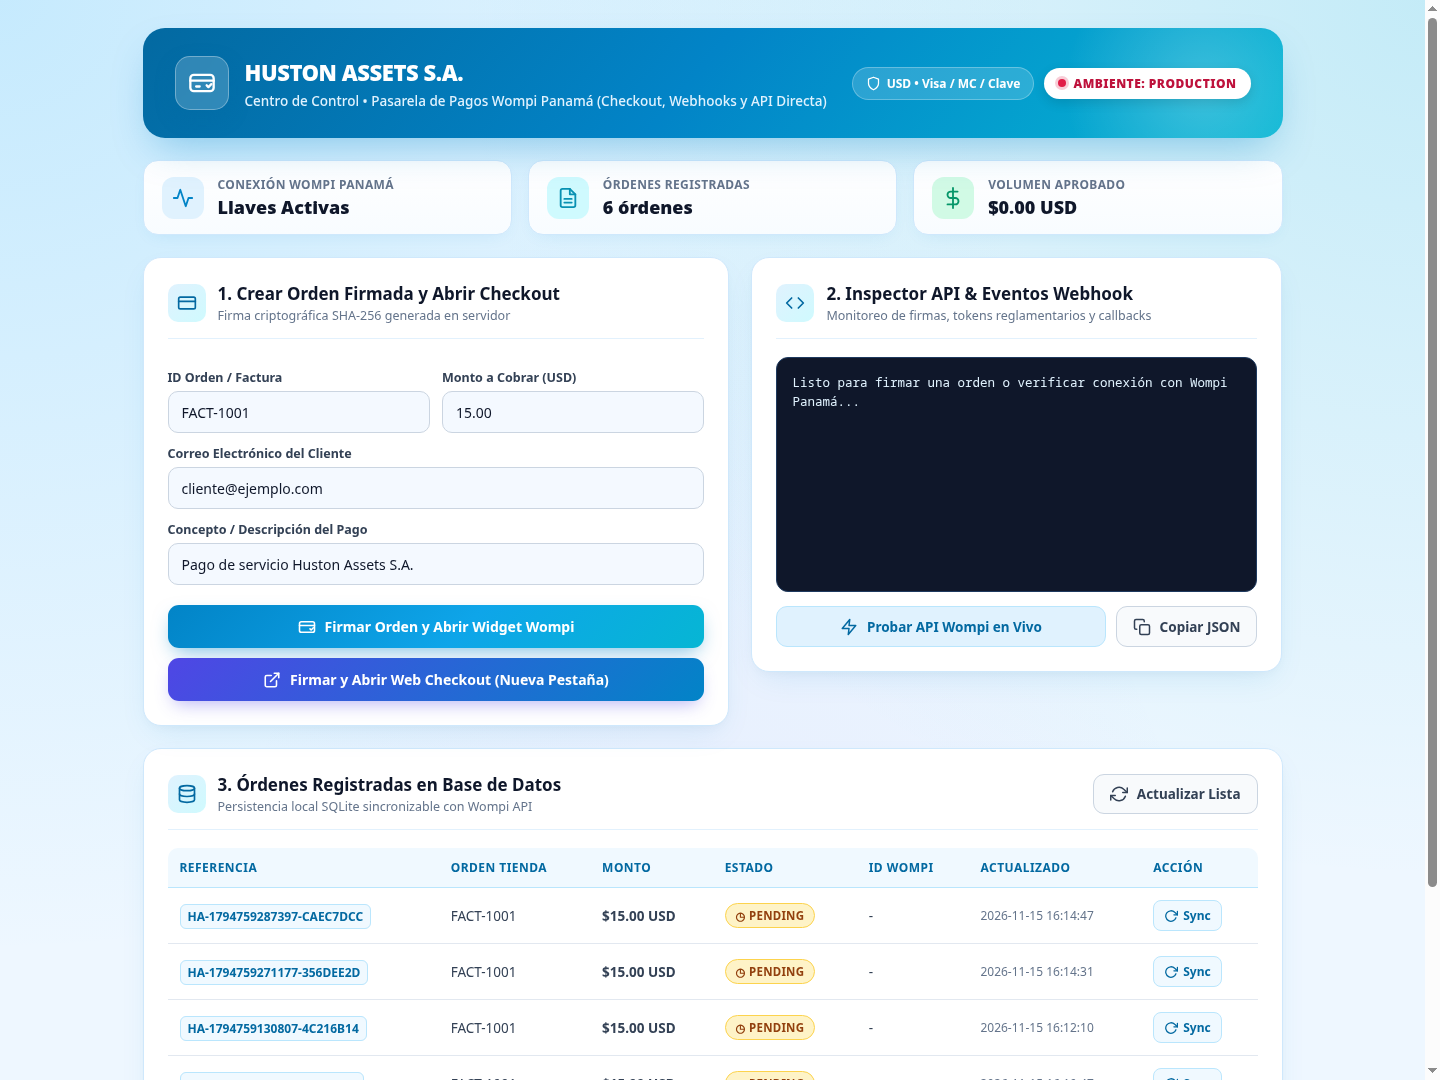 HUSTON ASSETS S.A.
Centro de Control • Pasarela de Pagos Wompi Panamá (Checkout, Webhooks y API Directa)
USD • Visa / MC / Clave
AMBIENTE: PRODUCTION
CONEXIÓN WOMPI PANAMÁ
Llaves Activas
ÓRDENES REGISTRADAS
6 órdenes
VOLUMEN APROBADO
$0.00 USD
1. Crear Orden Firmada y Abrir Checkout
Firma criptográfica SHA-256 generada en servidor
ID Orden / Factura
Monto a Cobrar (USD)
FACT-1001
15.00
Correo Electrónico del Cliente
cliente@ejemplo.com
Concepto / Descripción del Pago
Pago de servicio Huston Assets S.A.
Firmar Orden y Abrir Widget Wompi
Firmar y Abrir Web Checkout (Nueva Pestaña)
2. Inspector API & Eventos Webhook
Monitoreo de firmas, tokens reglamentarios y callbacks
Listo para firmar una orden o verificar conexión con Wompi
Panamá...
Probar API Wompi en Vivo
Copiar JSON
3. Órdenes Registradas en Base de Datos
Persistencia local SQLite sincronizable con Wompi API
Actualizar Lista
REFERENCIA ORDEN TIENDA MONTO ESTADO ID WOMPI ACTUALIZADO ACCIÓN
HA-1794759287397-CAEC7DCC FACT-1001 $15.00 USD PENDING - 2026-11-15 16:14:47 Sync
HA-1794759271177-356DEE2D FACT-1001 $15.00 USD PENDING - 2026-11-15 16:14:31 Sync
HA-1794759130807-4C216B14 FACT-1001 $15.00 USD PENDING - 2026-11-15 16:12:10 Sync